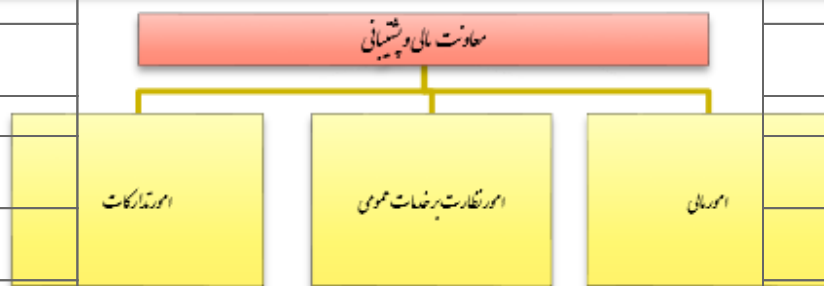 معاونت مالی و پشتیبانی
امور مالی
امور نظارت بر خدمات عمومی
امور تدارکات